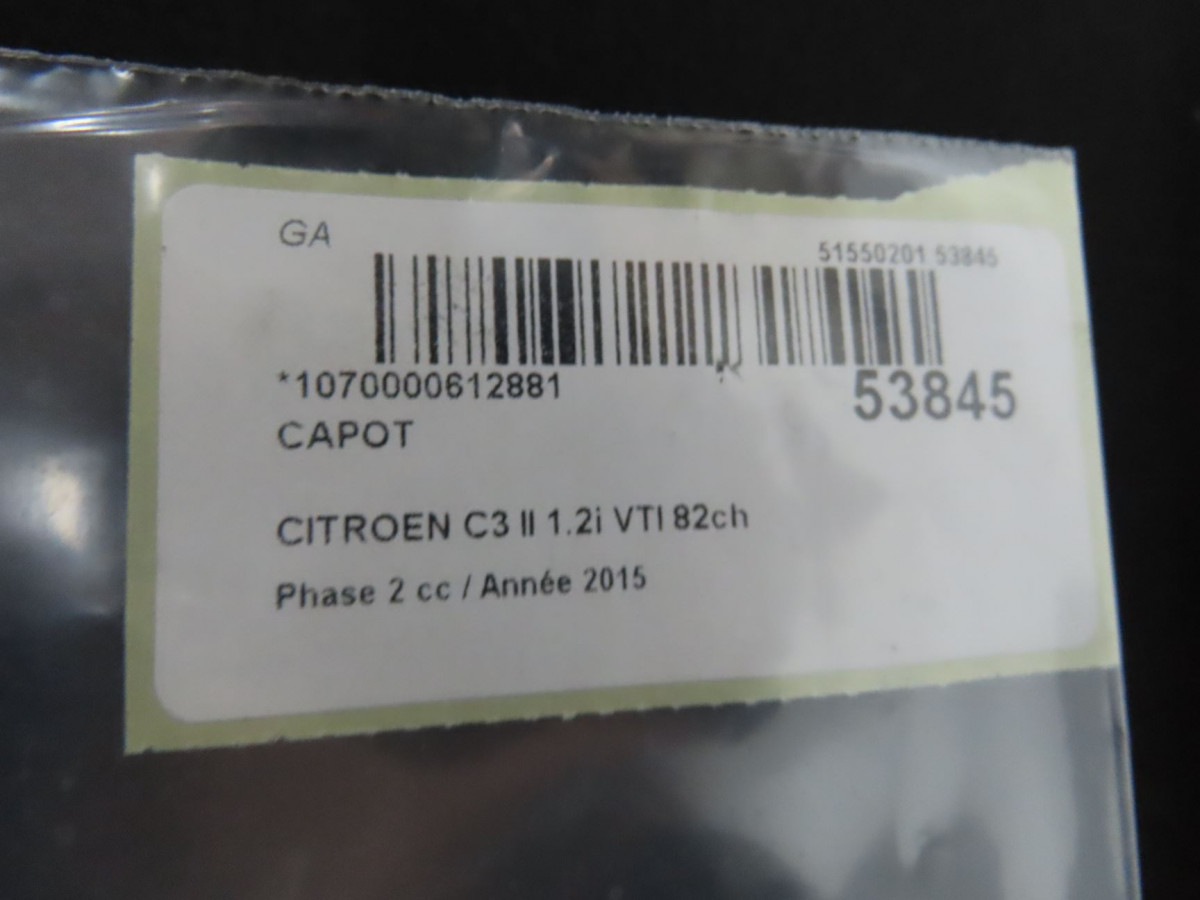 GA
51550201 53845
*1070000612881
53845
CAPOT
CITROEN C3 II 1.2i VTI 82ch
Phase 2 cc / Année 2015